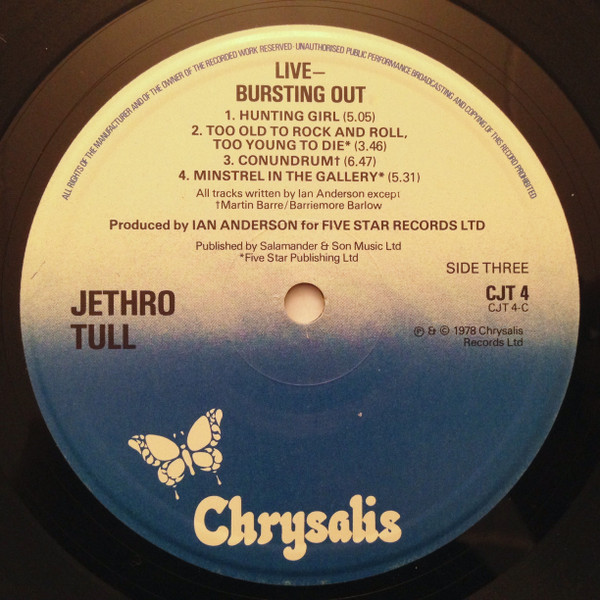 ALL RIGHTS OF THE MANUFACTURER AND OF THE OWNER OF THE RECORDED WORK RESERVED · UNAUTHORISED PUBLIC PERFORMANCE BROADCASTING AND COPYING OF THIS RECORD PROHIBITED
LIVE–
BURSTING OUT
1. HUNTING GIRL (5.05)
2. TOO OLD TO ROCK AND ROLL,
TOO YOUNG TO DIE* (3.46)
3. CONUNDRUM† (6.47)
4. MINSTREL IN THE GALLERY* (5.31)
All tracks written by Ian Anderson except
†Martin Barre/Barriemore Barlow
Produced by IAN ANDERSON for FIVE STAR RECORDS LTD
Published by Salamander & Son Music Ltd
*Five Star Publishing Ltd
SIDE THREE
JETHRO
TULL
CJT 4
CJT 4-C
℗ & © 1978 Chrysalis
Records Ltd
Chrysalis